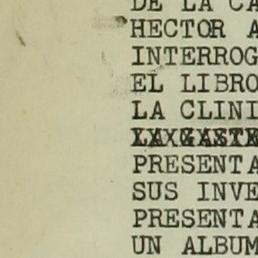 DE LA CA
HECTOR A
INTERROG
EL LIBRO
LA CLINI
PRESENTA
SUS INVE
PRESENTA
UN ALBUM